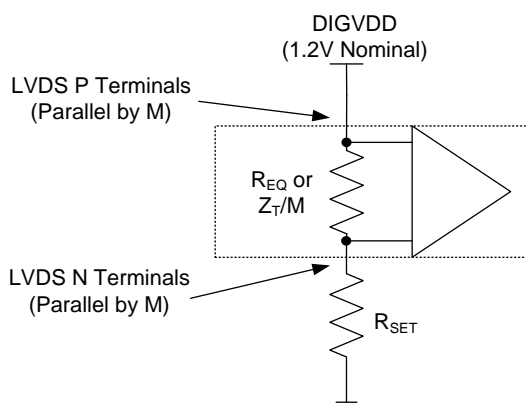 DIGVDD
(1.2V Nominal)
LVDS P Terminals
(Parallel by M)
R_EQ or
Z_T/M
LVDS N Terminals
(Parallel by M)
R_SET